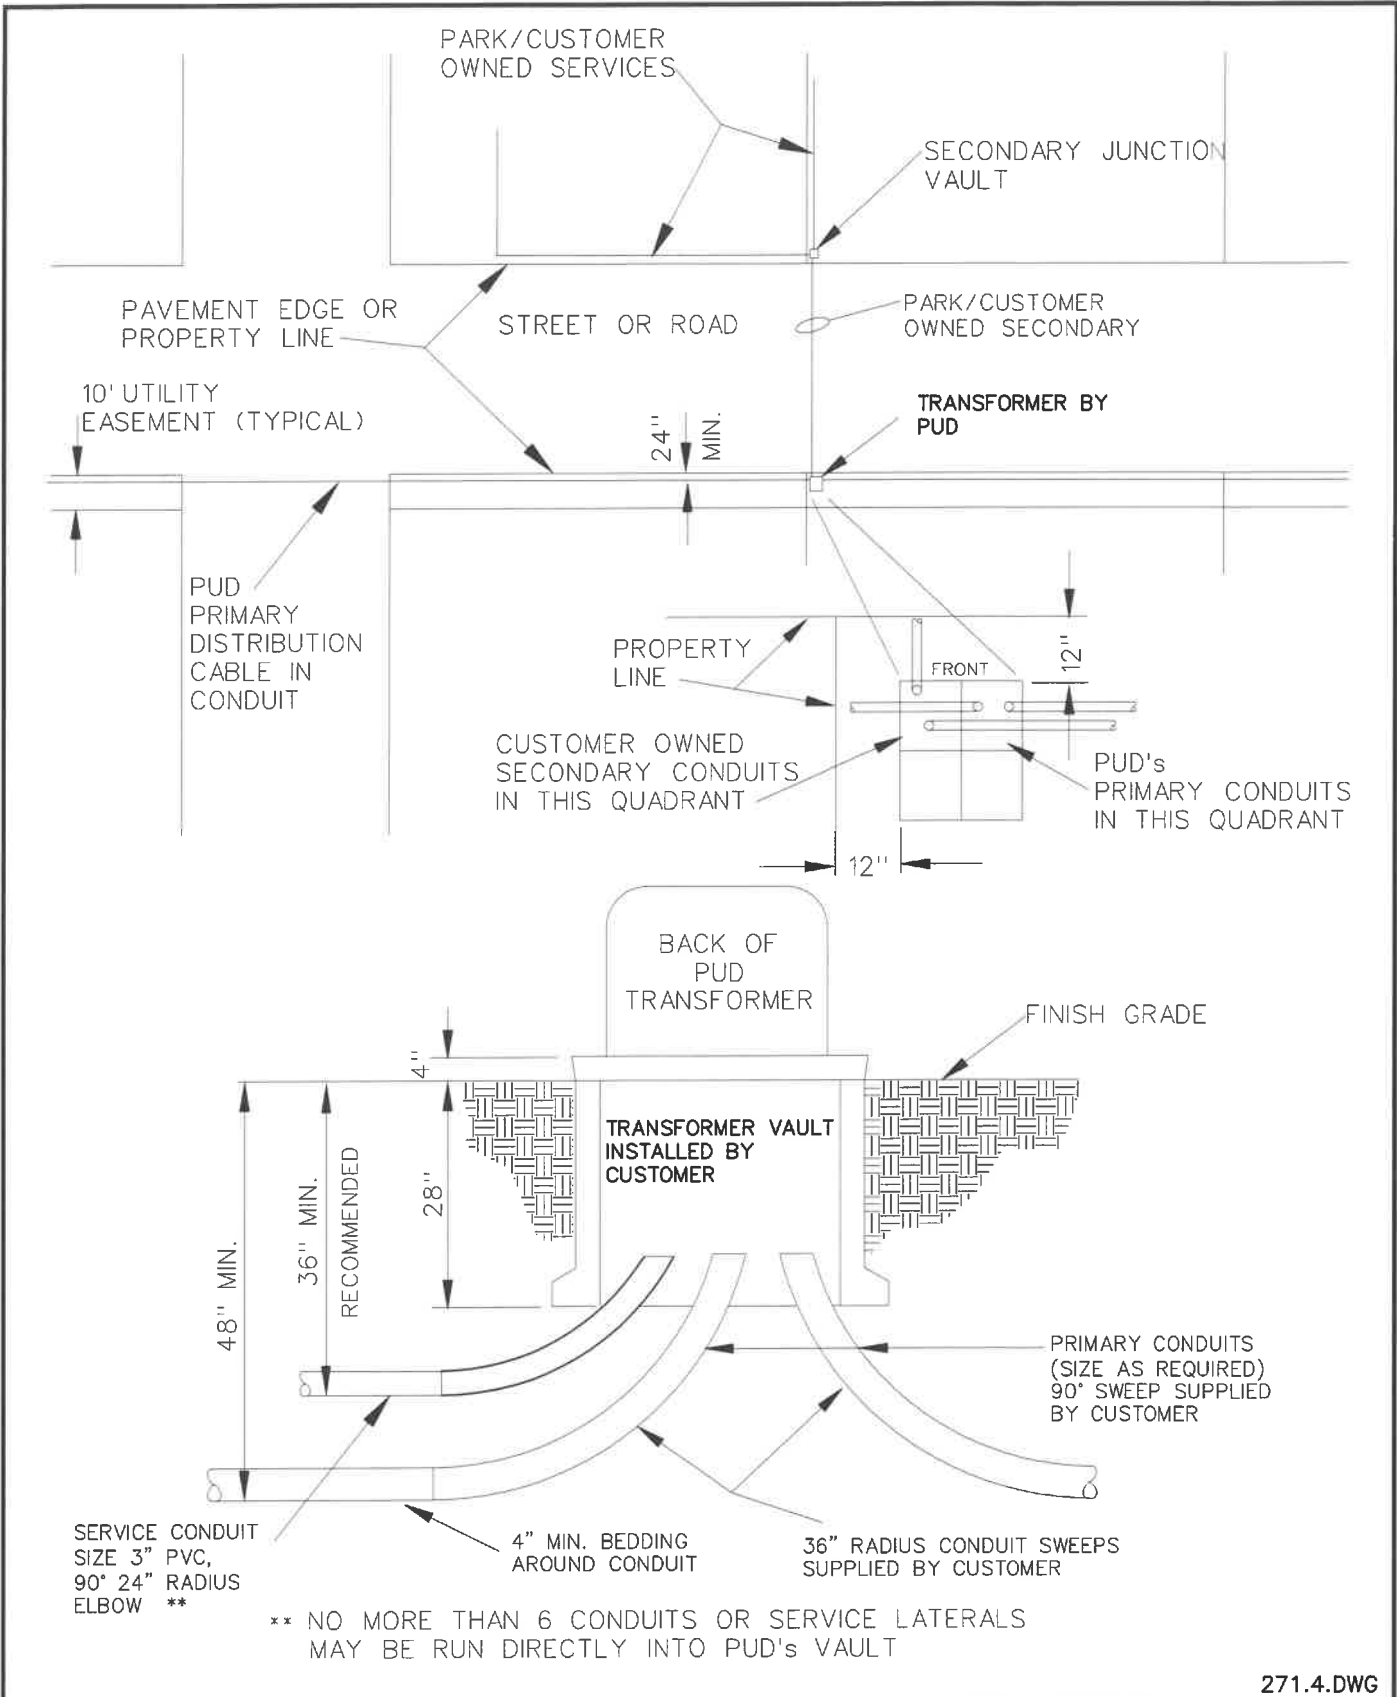 PARK/CUSTOMER
OWNED SERVICES
SECONDARY JUNCTION
VAULT
PAVEMENT EDGE OR
PROPERTY LINE
STREET OR ROAD
PARK/CUSTOMER
OWNED SECONDARY
10' UTILITY
EASEMENT (TYPICAL)
24"
MIN.
TRANSFORMER BY
PUD
PUD
PRIMARY
DISTRIBUTION
CABLE IN
CONDUIT
PROPERTY
LINE
FRONT
12"
CUSTOMER OWNED
SECONDARY CONDUITS
IN THIS QUADRANT
PUD's
PRIMARY CONDUITS
IN THIS QUADRANT
12"
BACK OF
PUD
TRANSFORMER
FINISH GRADE
4"
TRANSFORMER VAULT
INSTALLED BY
CUSTOMER
28"
36" MIN.
RECOMMENDED
48" MIN.
PRIMARY CONDUITS
(SIZE AS REQUIRED)
90° SWEEP SUPPLIED
BY CUSTOMER
SERVICE CONDUIT
SIZE 3" PVC,
90° 24" RADIUS
ELBOW **
4" MIN. BEDDING
AROUND CONDUIT
36" RADIUS CONDUIT SWEEPS
SUPPLIED BY CUSTOMER
** NO MORE THAN 6 CONDUITS OR SERVICE LATERALS
MAY BE RUN DIRECTLY INTO PUD's VAULT
271.4.DWG